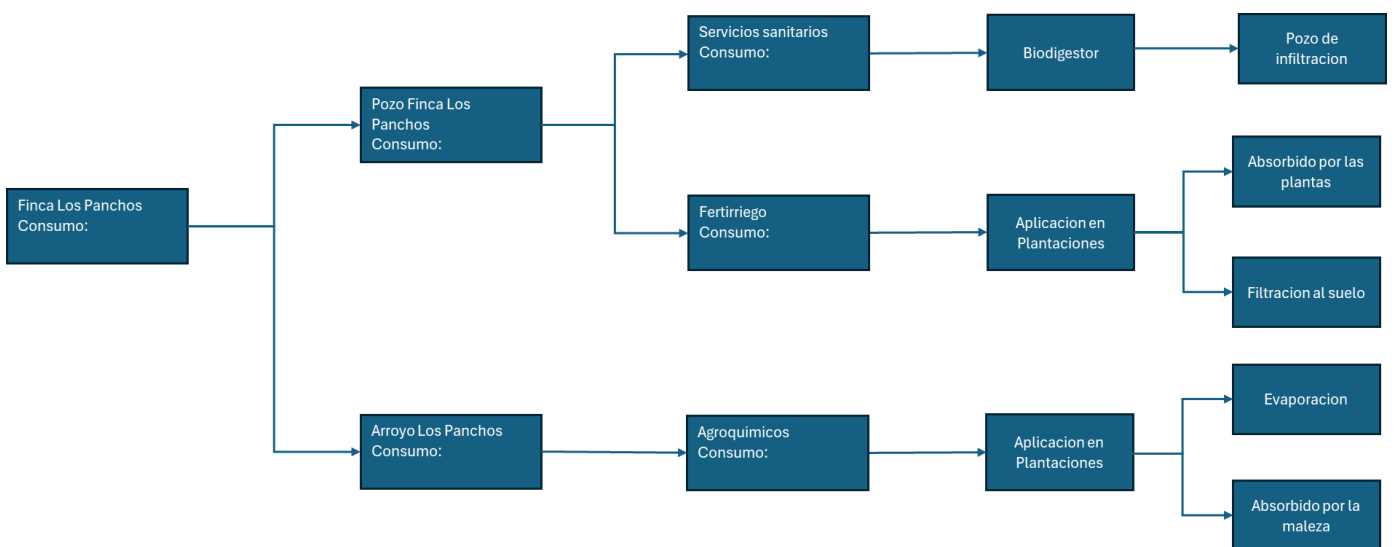 Servicios sanitarios
Consumo:
Biodigestor
Pozo de
infiltracion
Pozo Finca Los
Panchos
Consumo:
Absorbido por las
plantas
Finca Los Panchos
Consumo:
Fertirriego
Consumo:
Aplicacion en
Plantaciones
Filtracion al suelo
Evaporacion
Arroyo Los Panchos
Consumo:
Agroquimicos
Consumo:
Aplicacion en
Plantaciones
Absorbido por la
maleza